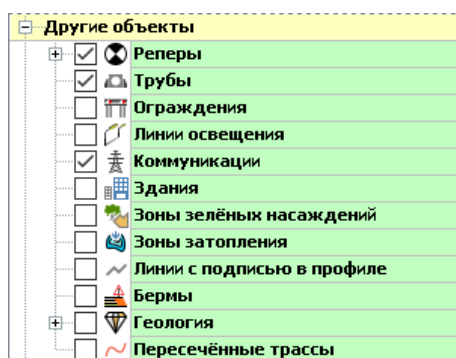 Другие объекты
Реперы
Трубы
Ограждения
Линии освещения
Коммуникации
Здания
Зоны зелёных насаждений
Зоны затопления
Линии с подписью в профиле
Бермы
Геология
Пересечённые трассы